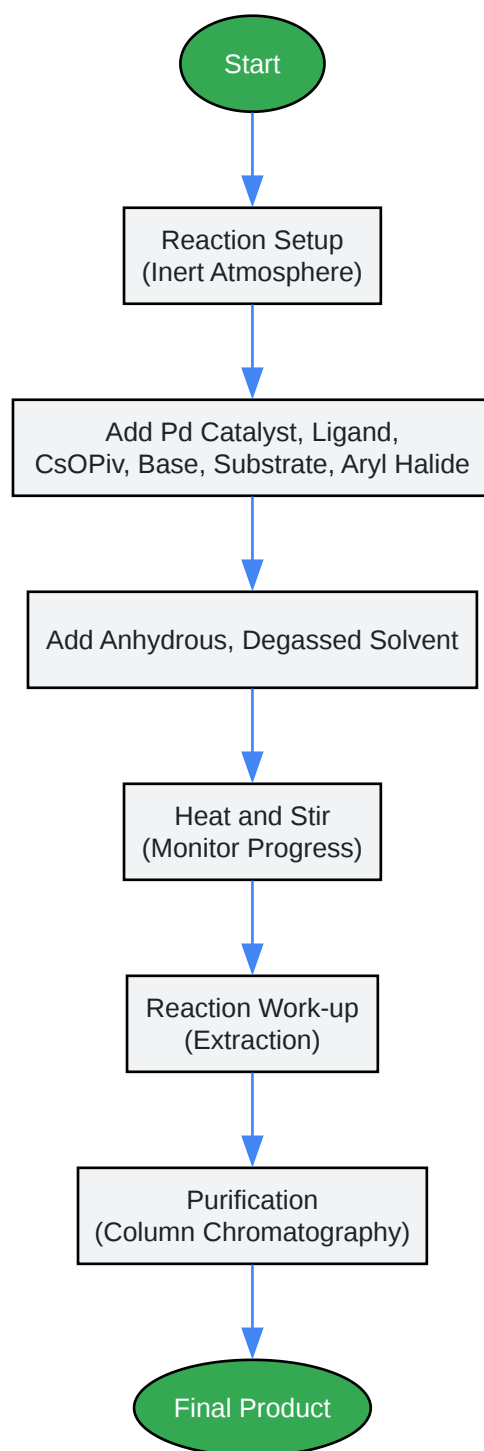 Start
Reaction Setup
(Inert Atmosphere)
Add Pd Catalyst, Ligand,
CsOPiv, Base, Substrate, Aryl Halide
Add Anhydrous, Degassed Solvent
Heat and Stir
(Monitor Progress)
Reaction Work-up
(Extraction)
Purification
(Column Chromatography)
Final Product